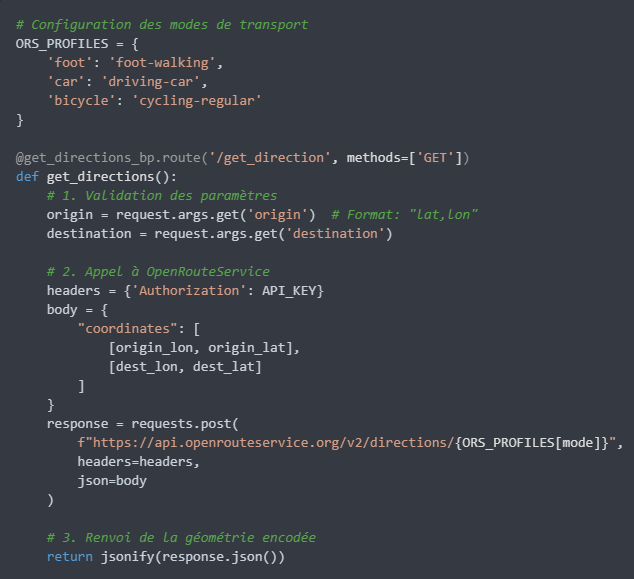 # Configuration des modes de transport
ORS_PROFILES = {
    'foot': 'foot-walking',
    'car': 'driving-car',
    'bicycle': 'cycling-regular'
}

@get_directions_bp.route('/get_direction', methods=['GET'])
def get_directions():
    # 1. Validation des paramètres
    origin = request.args.get('origin')  # Format: "lat,lon"
    destination = request.args.get('destination')

    # 2. Appel à OpenRouteService
    headers = {'Authorization': API_KEY}
    body = {
        "coordinates": [
            [origin_lon, origin_lat],
            [dest_lon, dest_lat]
        ]
    }
    response = requests.post(
        f"https://api.openrouteservice.org/v2/directions/{ORS_PROFILES[mode]}",
        headers=headers,
        json=body
    )

    # 3. Renvoi de la géométrie encodée
    return jsonify(response.json())